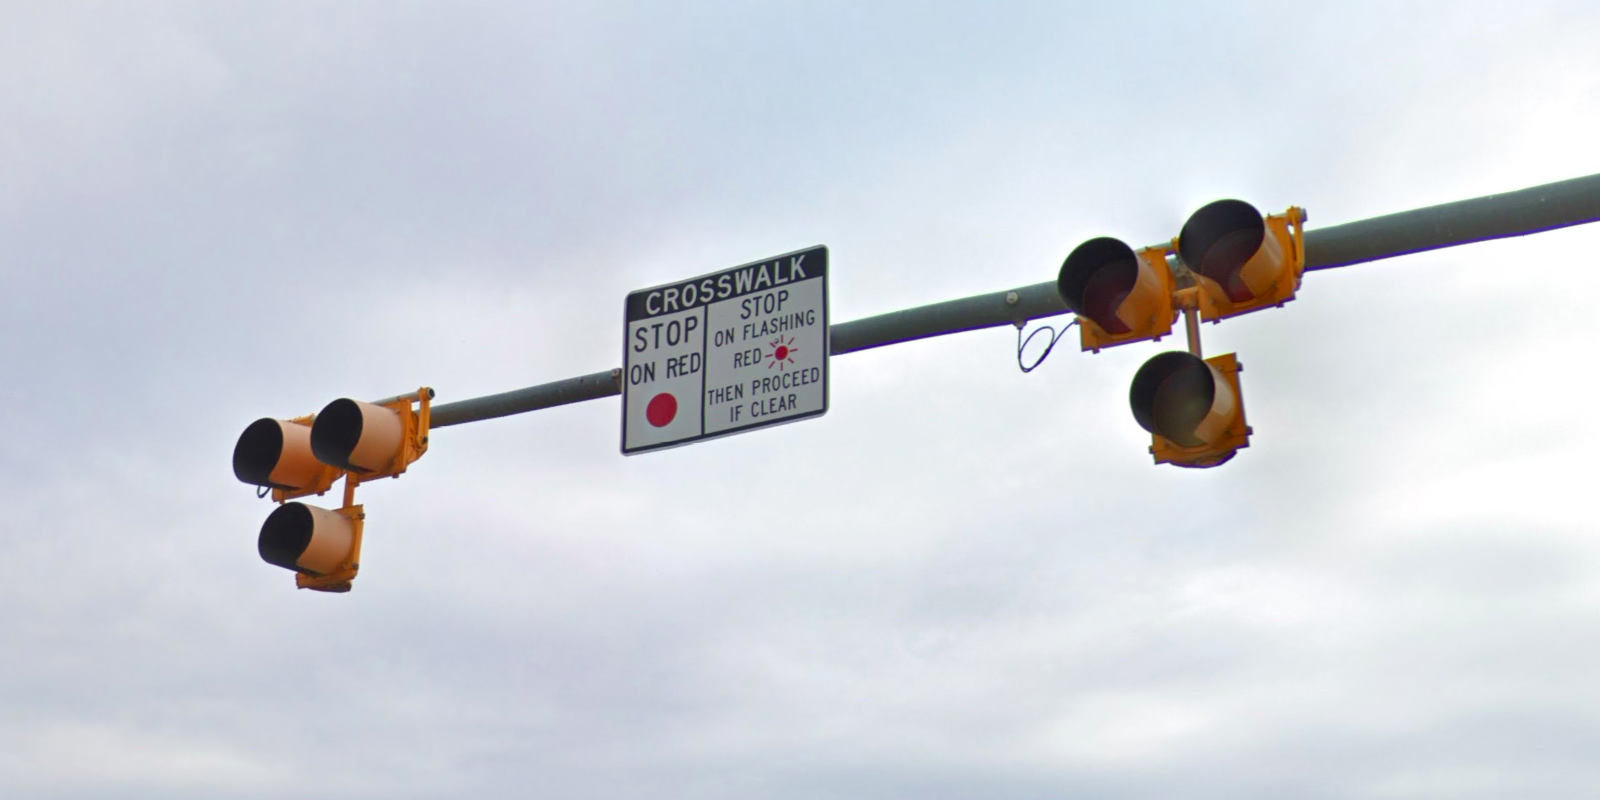 CROSSWALK
STOP
ON RED
STOP
ON FLASHING
RED
THEN PROCEED
IF CLEAR